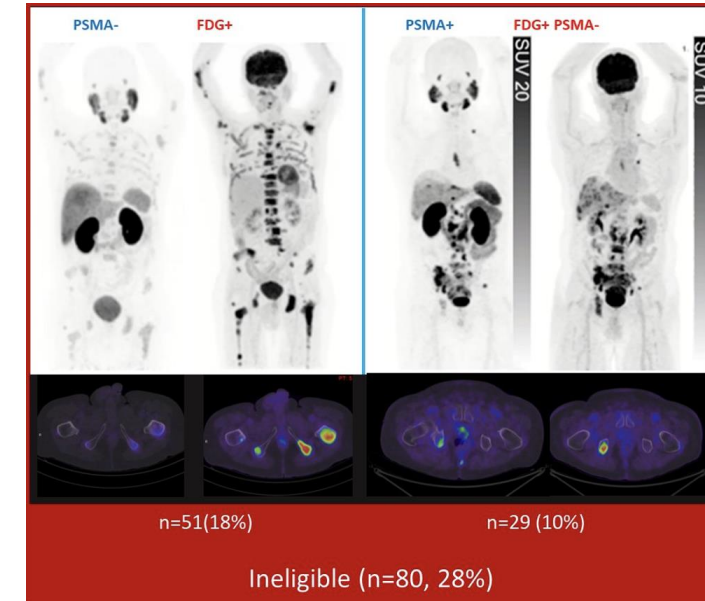 PSMA- FDG+ PSMA+ FDG+ PSMA-
SUV 20
SUV 10
n=51(18%) n=29 (10%)
Ineligible (n=80, 28%)